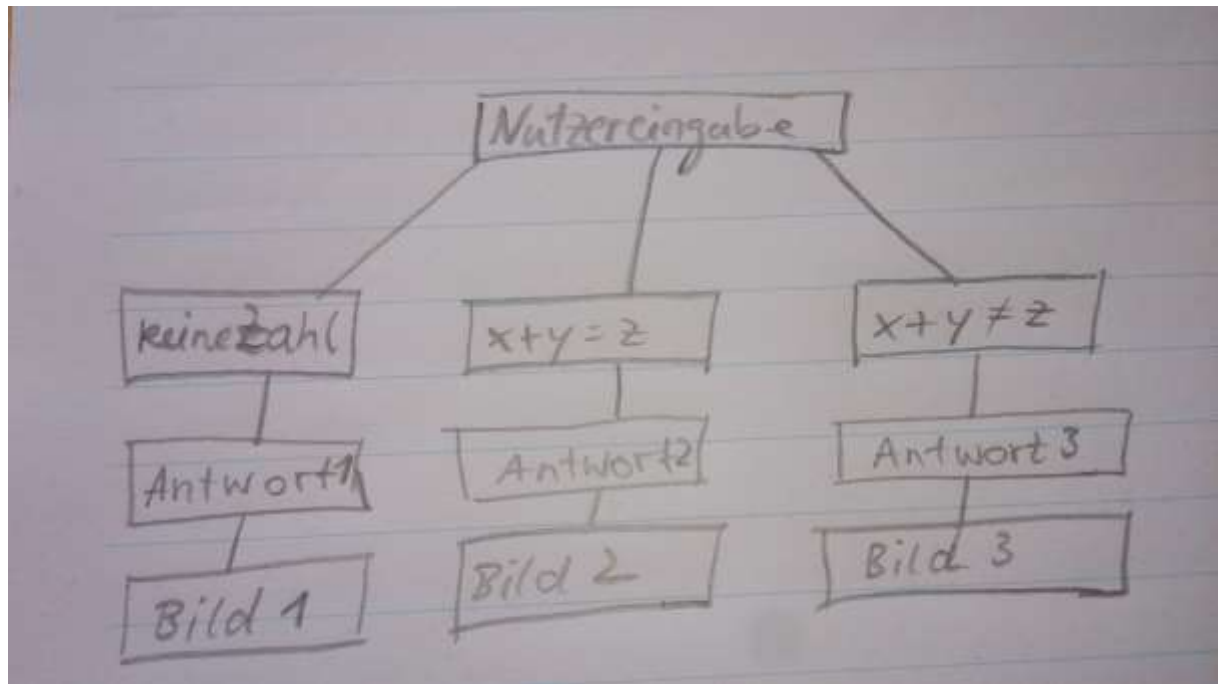 Nutzereingabe
keine Zahl
x+y=z
x+y≠z
Antwort1
Antwort2
Antwort 3
Bild 1
Bild 2
Bild 3